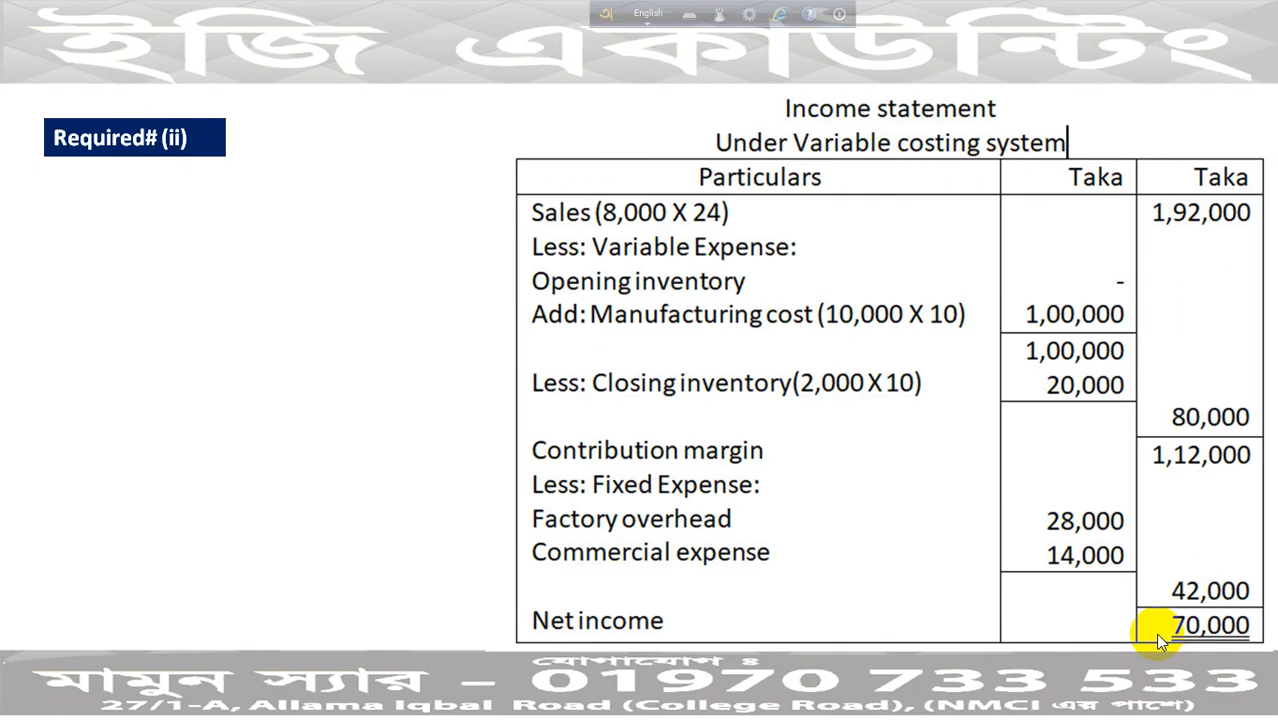 English
ইজি একাউন্টিং
Required# (ii)
Income statement
Under Variable costing system
Particulars Taka Taka
Sales (8,000 X 24) 1,92,000
Less: Variable Expense:
Opening inventory -
Add: Manufacturing cost (10,000 X 10) 1,00,000
1,00,000
Less: Closing inventory(2,000 X 10) 20,000
80,000
Contribution margin 1,12,000
Less: Fixed Expense:
Factory overhead 28,000
Commercial expense 14,000
42,000
Net income 70,000
যোগাযোগ ঃ
মামুন স্যার – 01970 733 533
27/1-A, Allama Iqbal Road (College Road), (NMCI এর পাশে)